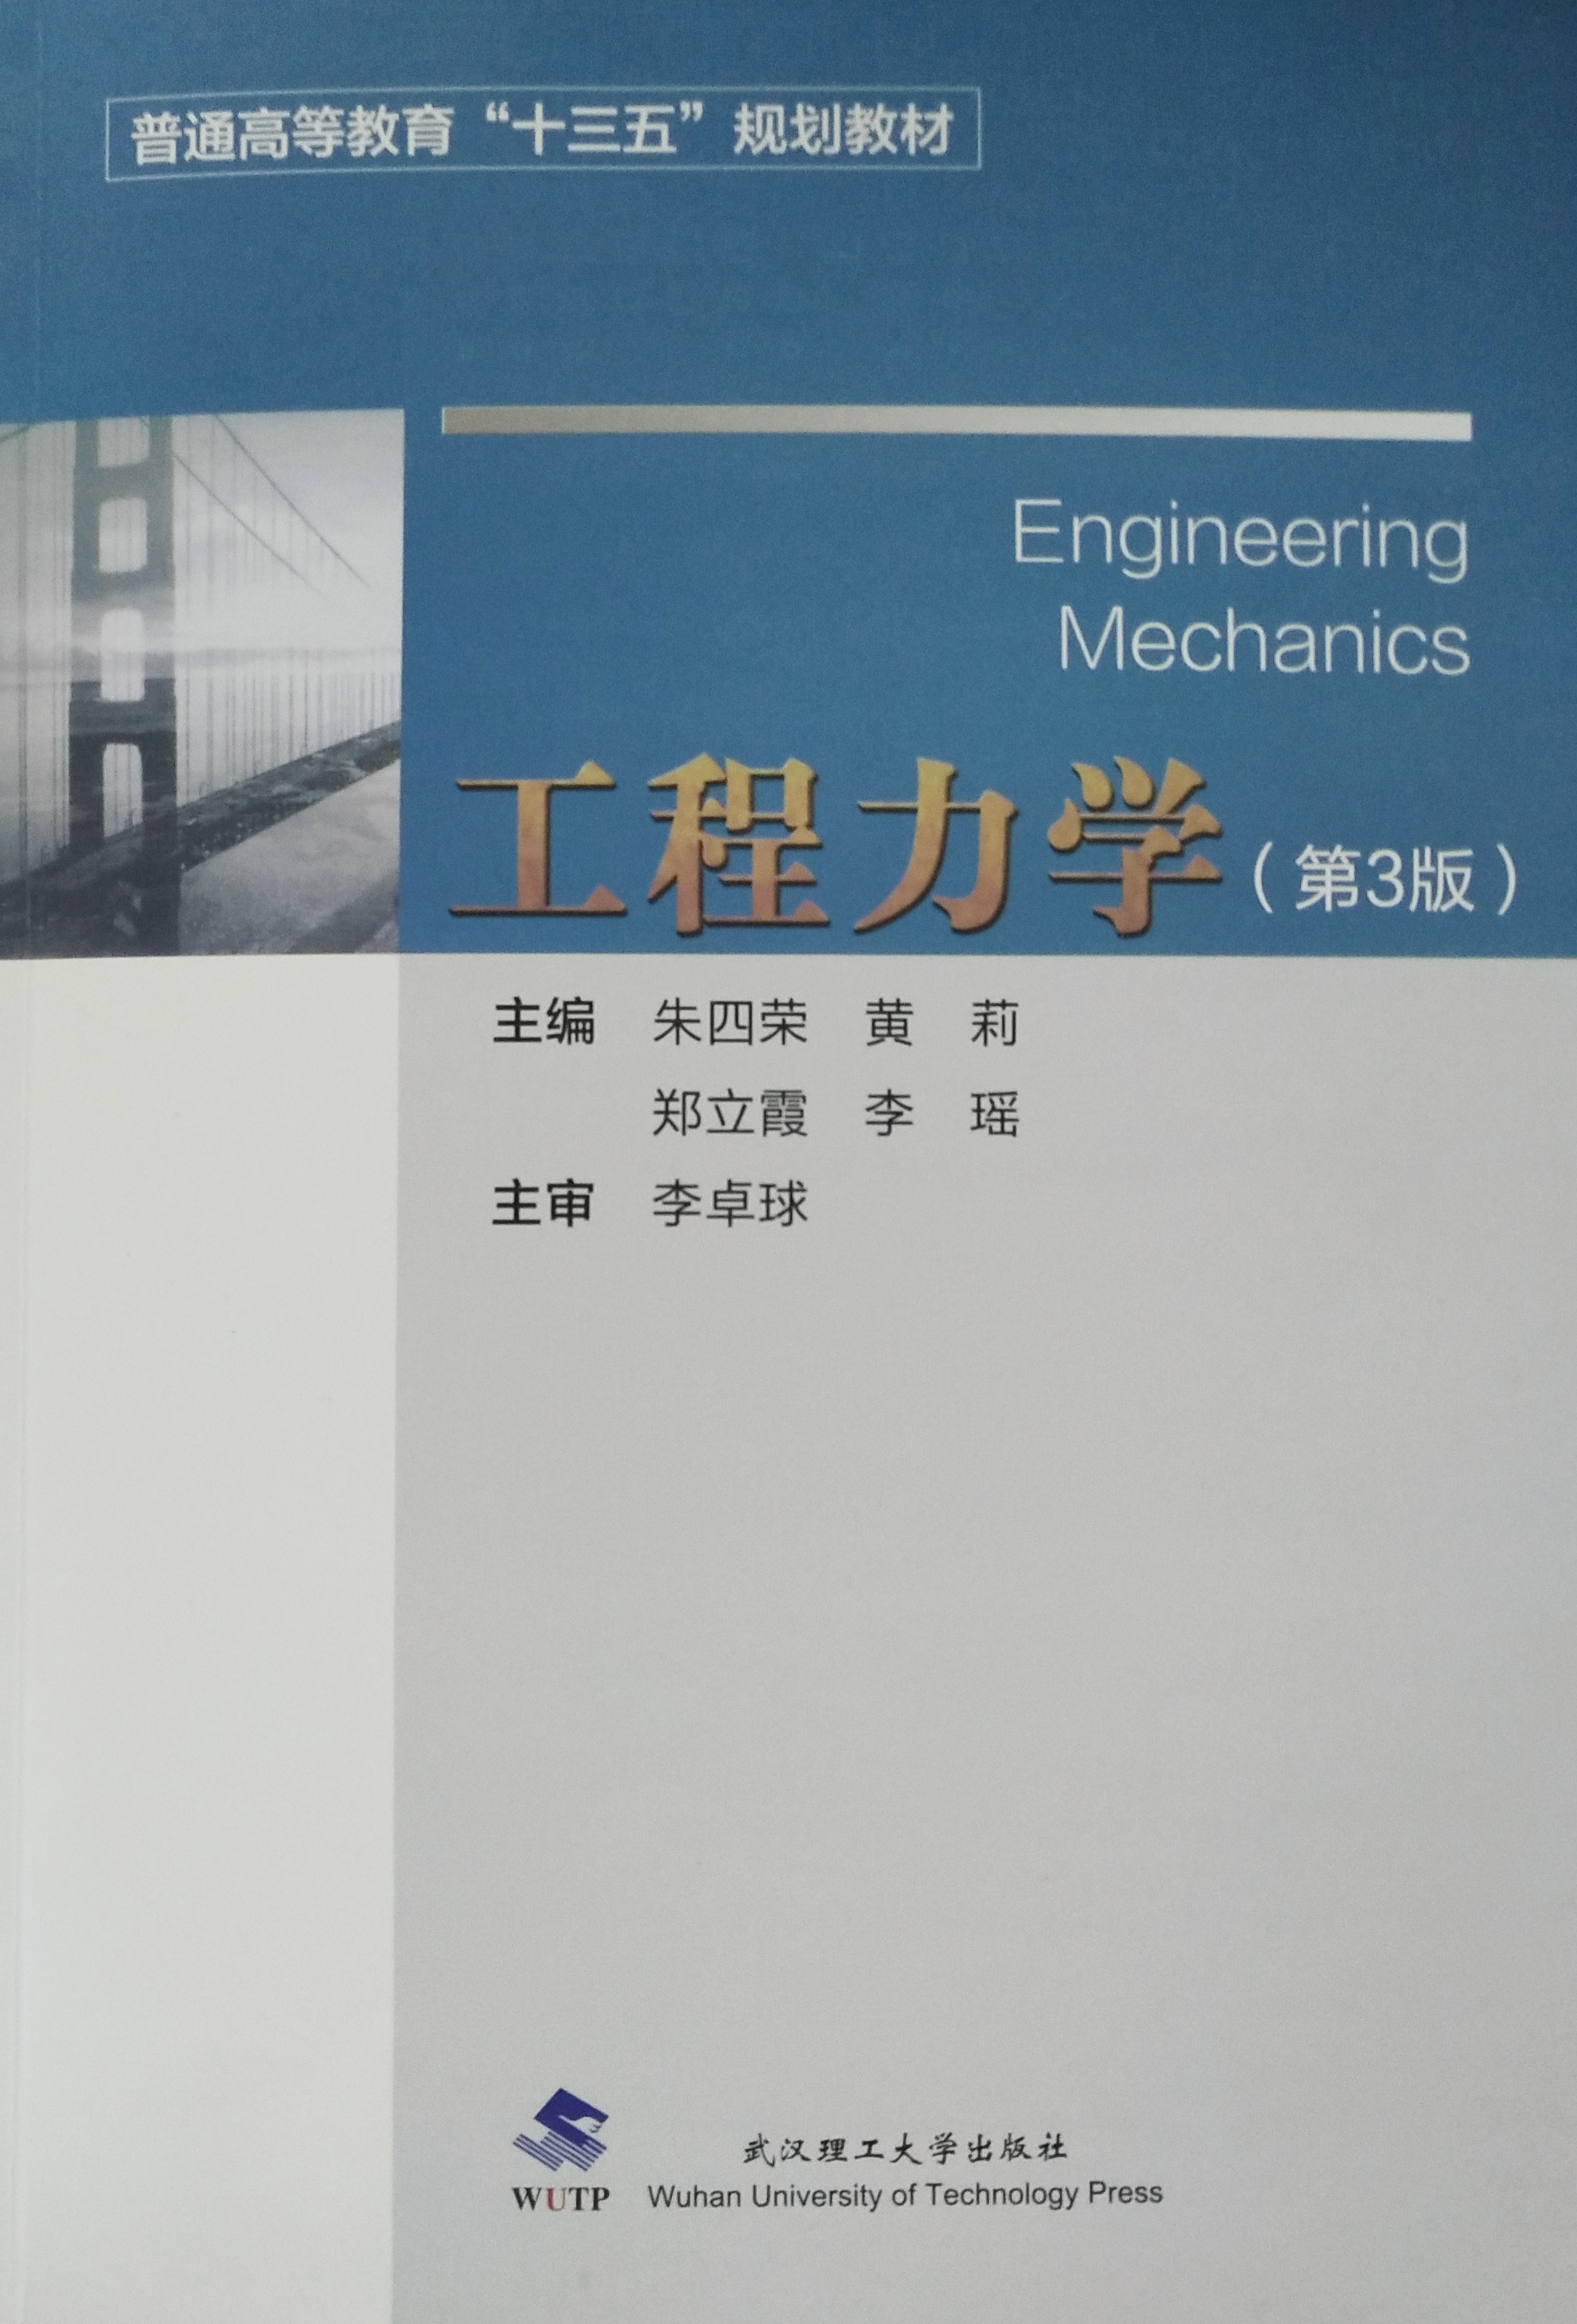 普通高等教育“十三五”规划教材
Engineering
Mechanics
工程力学（第3版）
主编 朱四荣 黄 莉
郑立霞 李 瑶
主审 李卓球
武汉理工大学出版社
WUTP Wuhan University of Technology Press